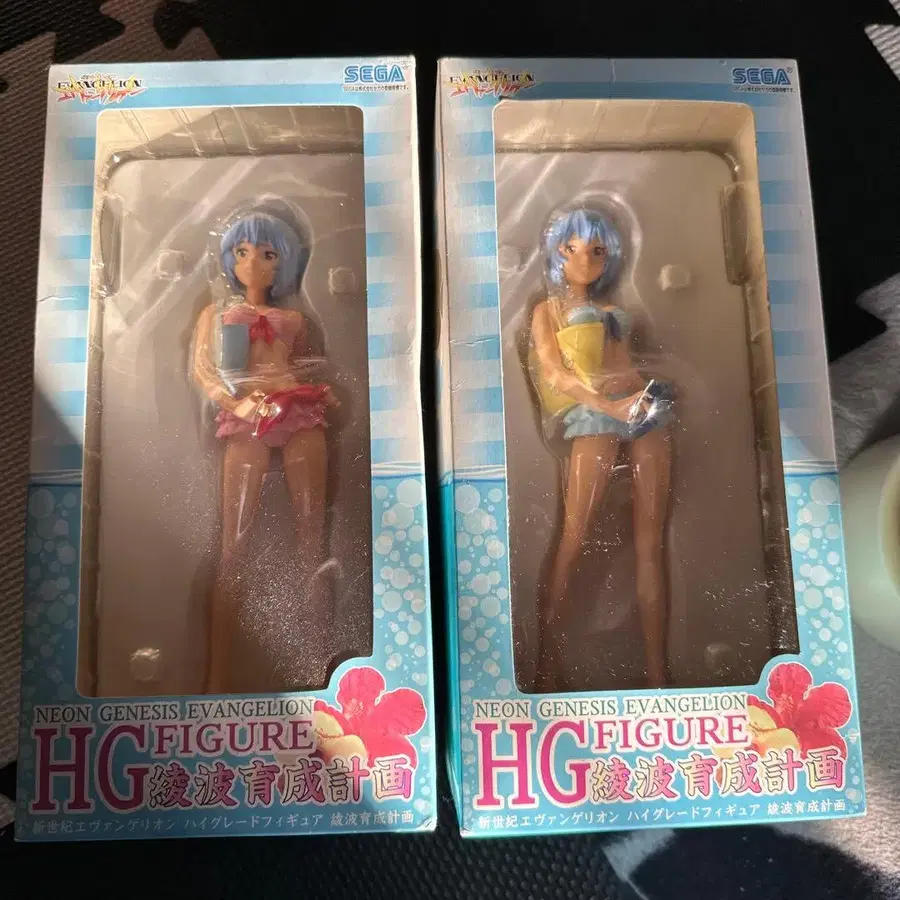 EVANGELION
SEGA
NEON GENESIS EVANGELION
HG FIGURE
綾波育成計画
新世紀エヴァンゲリオン ハイグレードフィギュア 綾波育成計画
EVANGELION
SEGA
NEON GENESIS EVANGELION
HG FIGURE
綾波育成計画
新世紀エヴァンゲリオン ハイグレードフィギュア 綾波育成計画